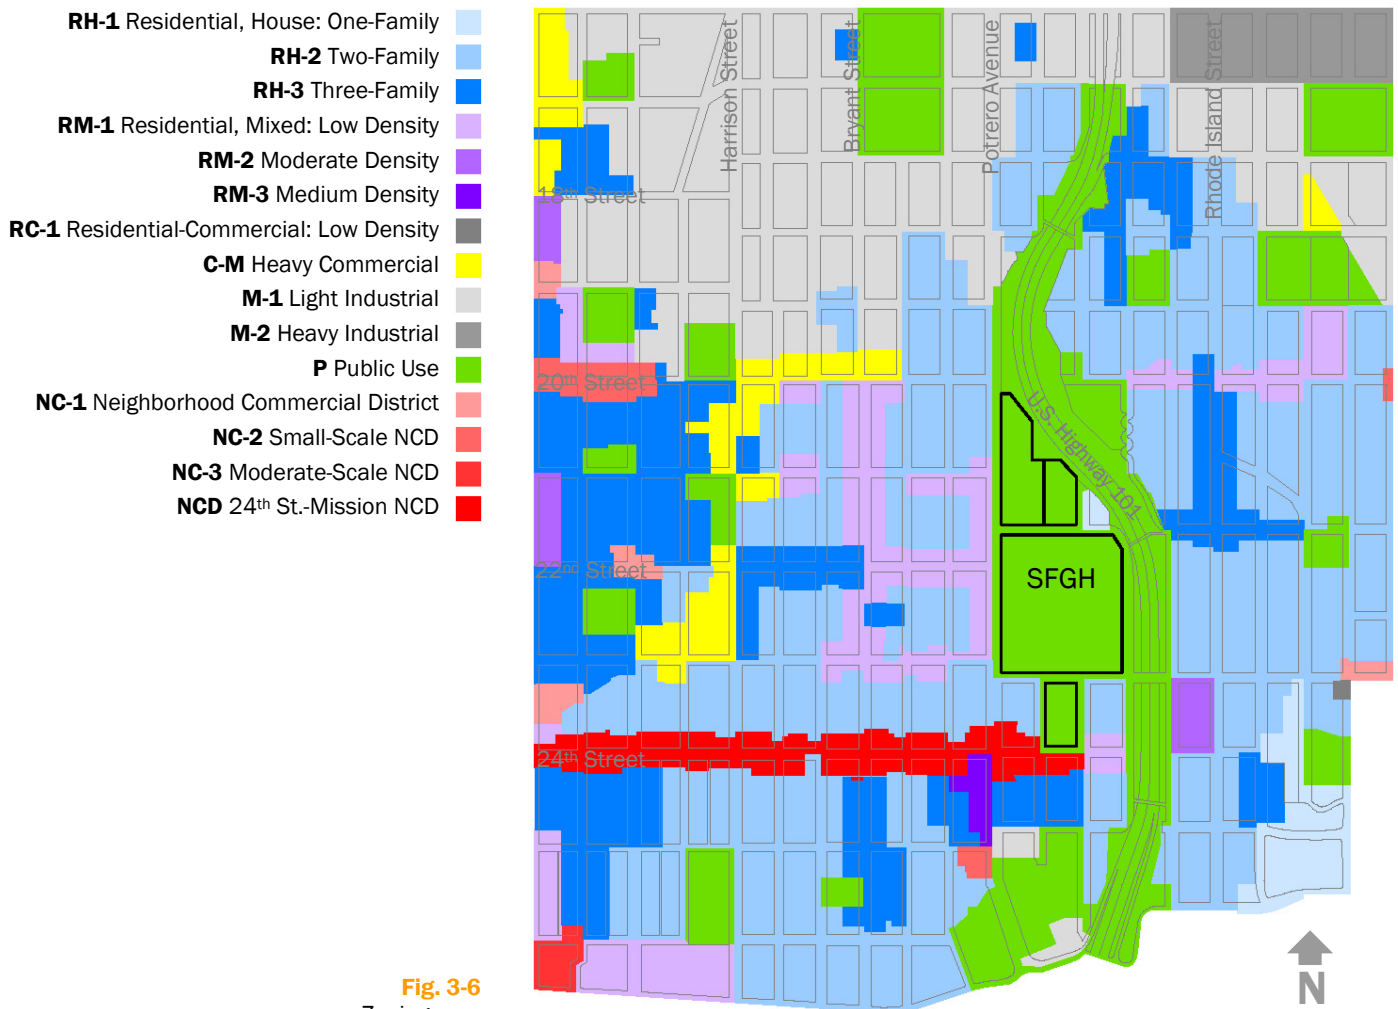 RH-1 Residential, House: One-Family
RH-2 Two-Family
RH-3 Three-Family
RM-1 Residential, Mixed: Low Density
RM-2 Moderate Density
RM-3 Medium Density
RC-1 Residential-Commercial: Low Density
C-M Heavy Commercial
M-1 Light Industrial
M-2 Heavy Industrial
P Public Use
NC-1 Neighborhood Commercial District
NC-2 Small-Scale NCD
NC-3 Moderate-Scale NCD
NCD 24th St.-Mission NCD
Harrison Street
Bryant Street
Potrero Avenue
Rhode Island Street
18th Street
20th Street
U.S. Highway 101
22nd Street
SFGH
24th Street
N
Fig. 3-6